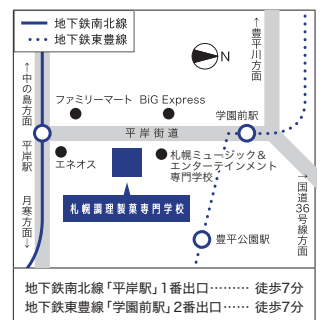 地下鉄南北線
地下鉄東豊線
↑豊平川方面
N
↑中の島方面
ファミリーマート
BiG Express
学園前駅
平岸街道
平岸駅
エネオス
札幌ミュージック＆
エンターテインメント
専門学校
→国道36号線方面
月寒方面↓
札幌調理製菓専門学校
豊平公園駅
地下鉄南北線「平岸駅」1番出口……… 徒歩7分
地下鉄東豊線「学園前駅」2番出口…… 徒歩7分